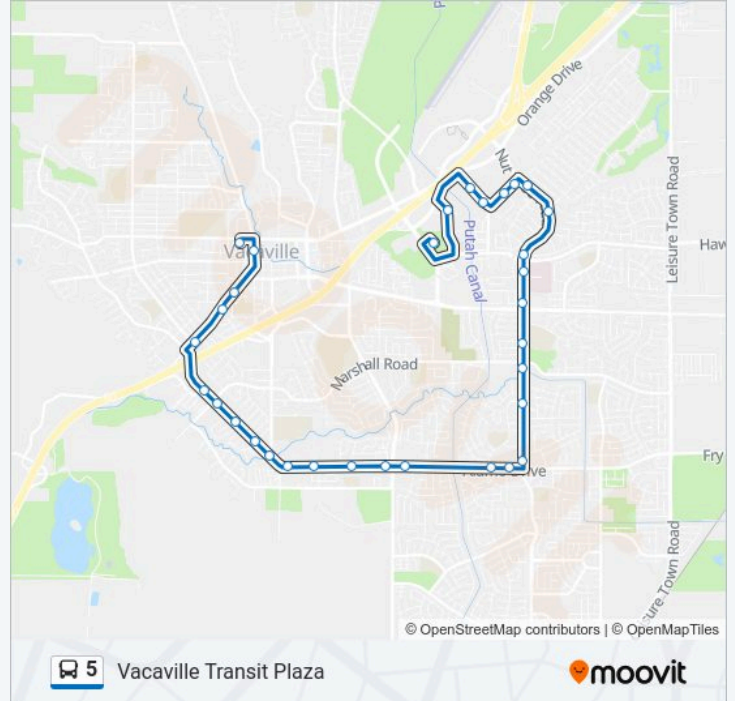 Orange Drive
Nut
Leisure Town Road
Putah Canal
Vacaville
Haw
Marshall Road
Fry
Alamo Drive
sure Town Road
© OpenStreetMap contributors | © OpenMapTiles
5 Vacaville Transit Plaza
moovit